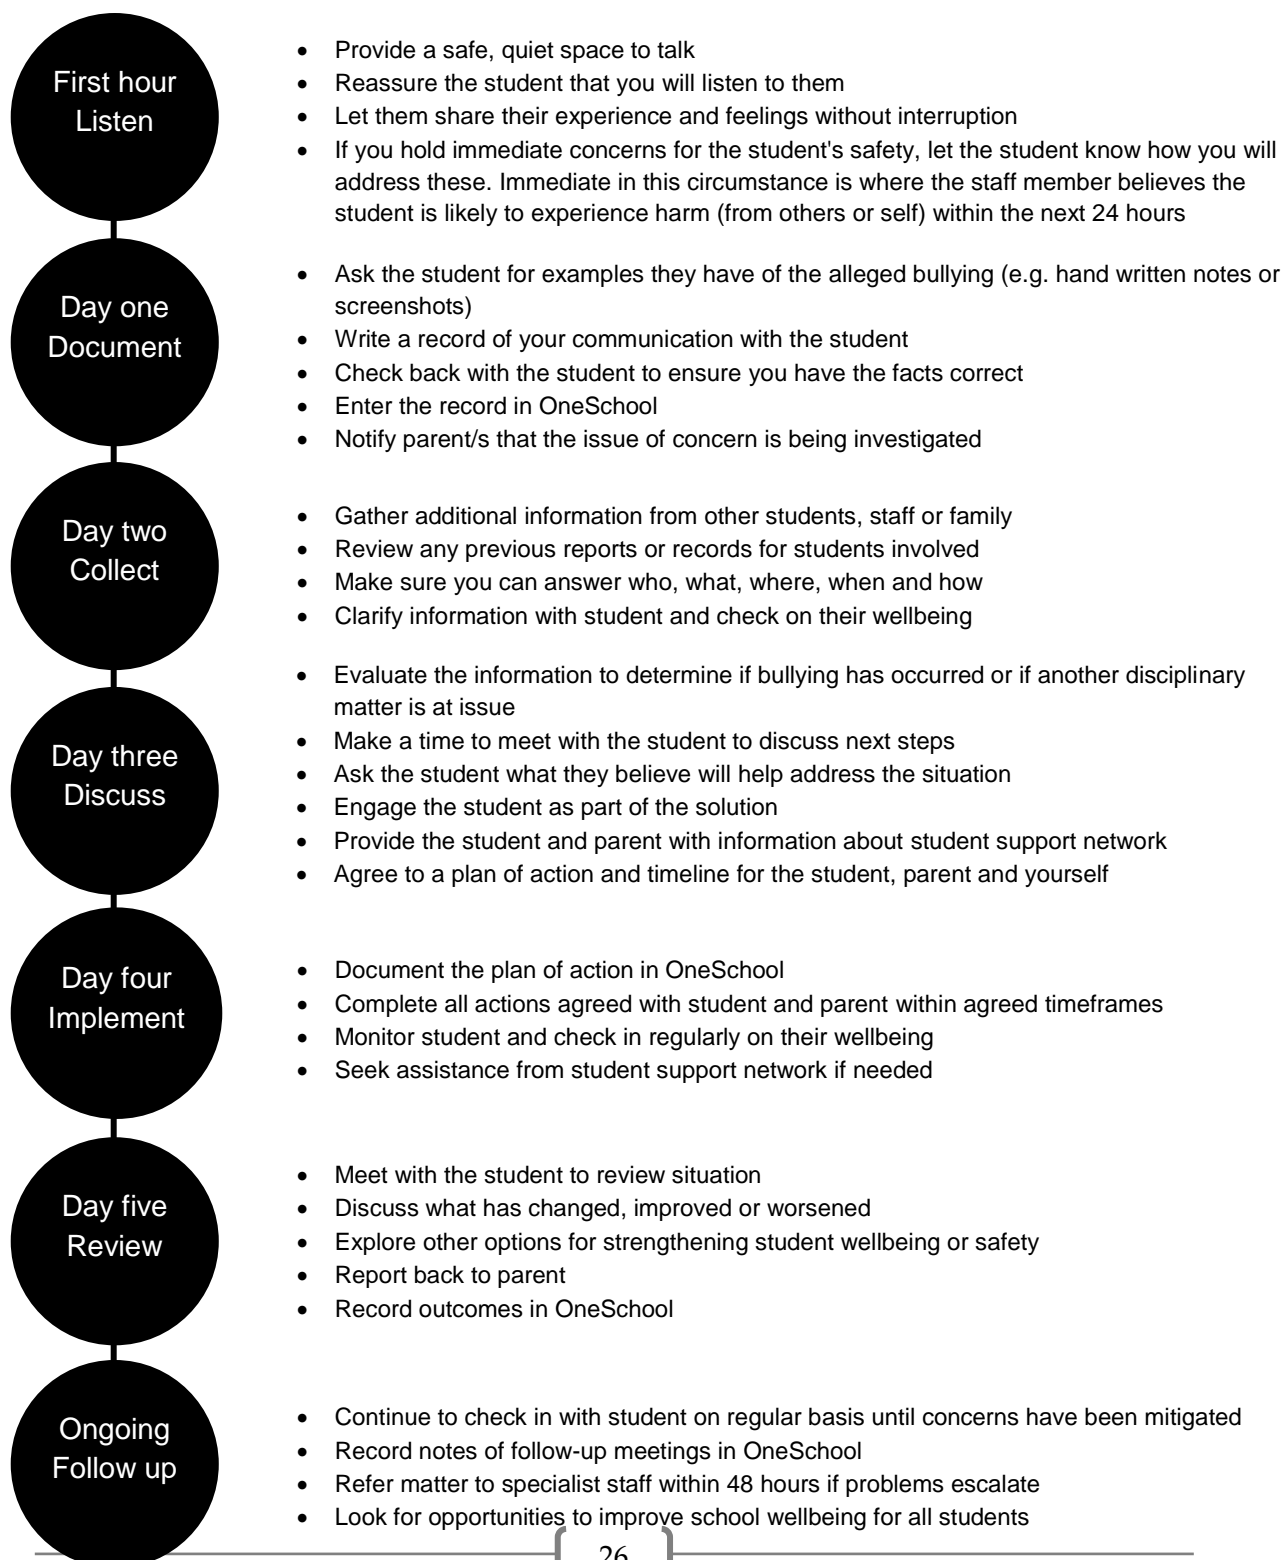 First hour
Listen
• Provide a safe, quiet space to talk
• Reassure the student that you will listen to them
• Let them share their experience and feelings without interruption
• If you hold immediate concerns for the student's safety, let the student know how you will
address these. Immediate in this circumstance is where the staff member believes the
student is likely to experience harm (from others or self) within the next 24 hours
Day one
Document
• Ask the student for examples they have of the alleged bullying (e.g. hand written notes or
screenshots)
• Write a record of your communication with the student
• Check back with the student to ensure you have the facts correct
• Enter the record in OneSchool
• Notify parent/s that the issue of concern is being investigated
Day two
Collect
• Gather additional information from other students, staff or family
• Review any previous reports or records for students involved
• Make sure you can answer who, what, where, when and how
• Clarify information with student and check on their wellbeing
Day three
Discuss
• Evaluate the information to determine if bullying has occurred or if another disciplinary
matter is at issue
• Make a time to meet with the student to discuss next steps
• Ask the student what they believe will help address the situation
• Engage the student as part of the solution
• Provide the student and parent with information about student support network
• Agree to a plan of action and timeline for the student, parent and yourself
Day four
Implement
• Document the plan of action in OneSchool
• Complete all actions agreed with student and parent within agreed timeframes
• Monitor student and check in regularly on their wellbeing
• Seek assistance from student support network if needed
Day five
Review
• Meet with the student to review situation
• Discuss what has changed, improved or worsened
• Explore other options for strengthening student wellbeing or safety
• Report back to parent
• Record outcomes in OneSchool
Ongoing
Follow up
• Continue to check in with student on regular basis until concerns have been mitigated
• Record notes of follow-up meetings in OneSchool
• Refer matter to specialist staff within 48 hours if problems escalate
• Look for opportunities to improve school wellbeing for all students
26